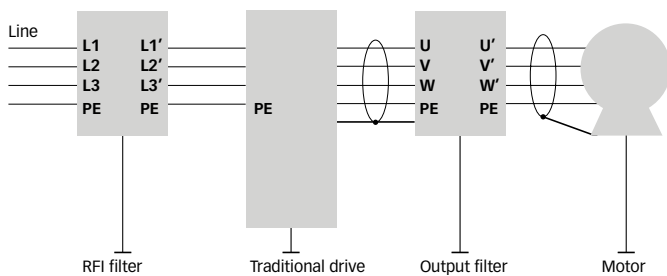 Line
L1 L1′ U U′
L2 L2′ V V′
L3 L3′ W W′
PE PE PE PE PE
RFI filter Traditional drive Output filter Motor